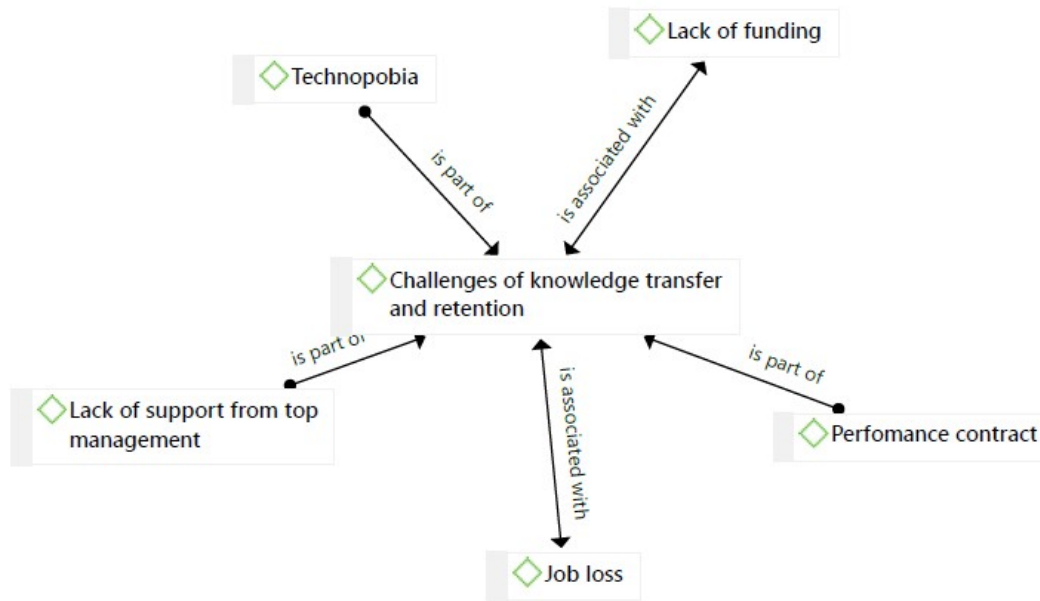 Lack of funding
Technopobia
is associated with
is part of
Challenges of knowledge transfer
and retention
is part of
is associated with
is part of
Lack of support from top
management
Perfomance contract
Job loss